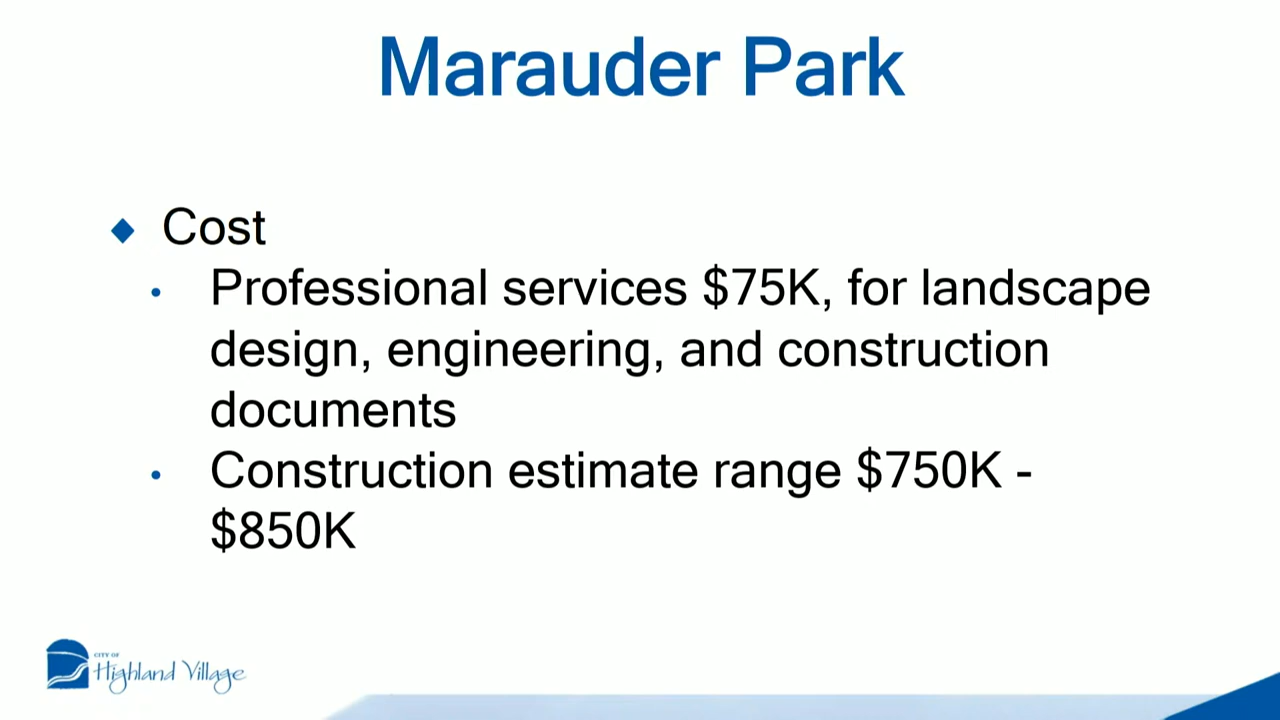 Marauder Park
Cost
Professional services $75K, for landscape
design, engineering, and construction
documents
Construction estimate range $750K -
$850K
CITY OF
Highland Village